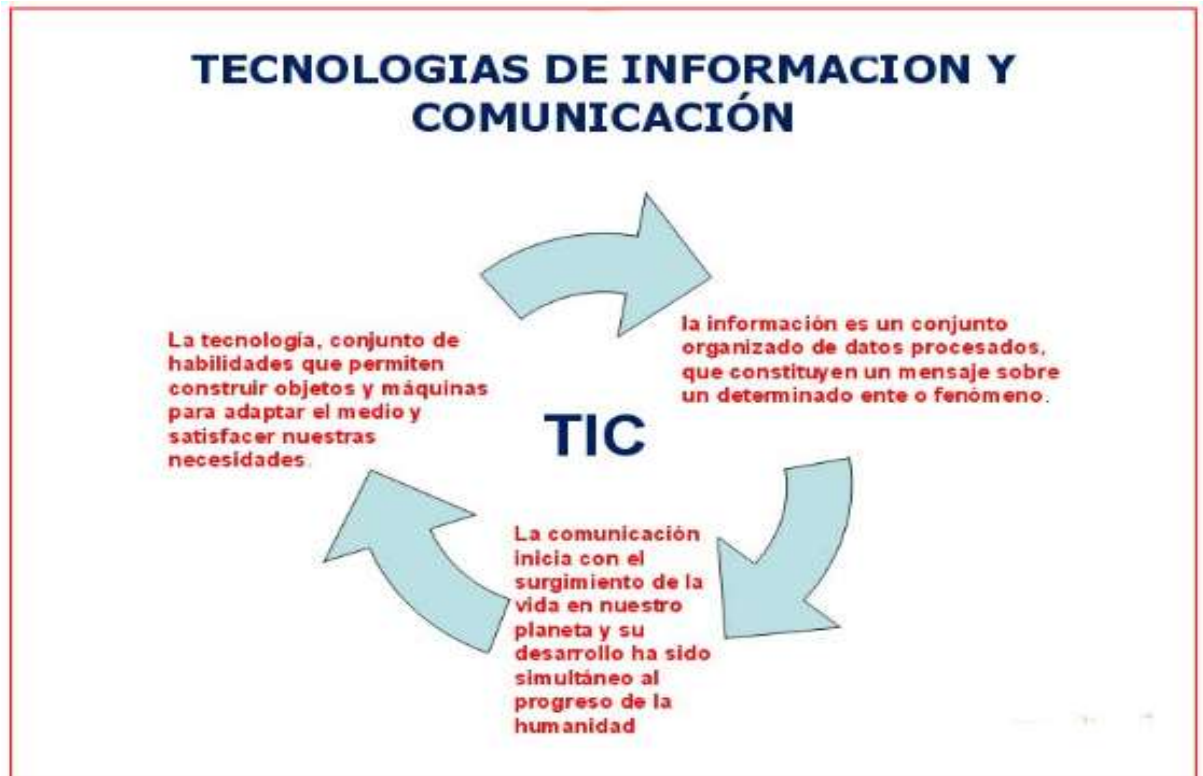 TECNOLOGIAS DE INFORMACION Y
COMUNICACIÓN
La tecnología, conjunto de
habilidades que permiten
construir objetos y máquinas
para adaptar el medio y
satisfacer nuestras
necesidades.
la información es un conjunto
organizado de datos procesados,
que constituyen un mensaje sobre
un determinado ente o fenómeno.
TIC
La comunicación
inicia con el
surgimiento de la
vida en nuestro
planeta y su
desarrollo ha sido
simultáneo al
progreso de la
humanidad